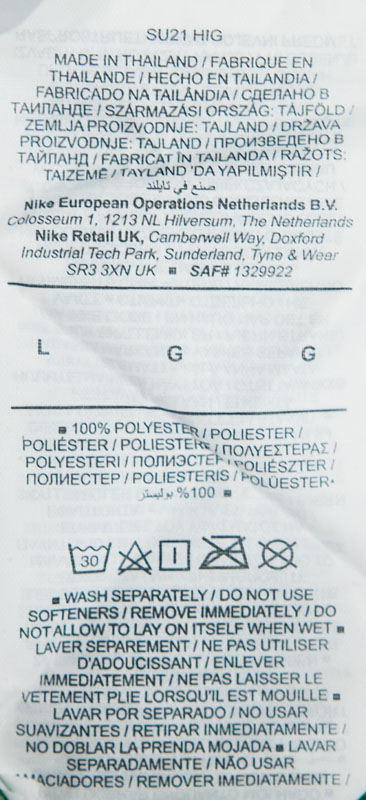 SU21 HIG
MADE IN THAILAND / FABRIQUE EN
THAILANDE / HECHO EN TAILANDIA /
FABRICADO NA TAILÂNDIA / СДЕЛАНО В
ТАИЛАНДЕ / SZÁRMAZÁSI ORSZÁG: TÁJFÖLD /
ZEMLJA PROIZVODNJE: TAJLAND / DRŽAVA
PROIZVODNJE: TAJLAND / ПРОИЗВЕДЕНО В
ТАЙЛАНД / FABRICAT ÎN TAILANDA / RAŽOTS:
TAIZEMĒ / TAYLAND 'DA YAPILMIŞTIR /
صنع في تايلند
Nike European Operations Netherlands B.V.
Colosseum 1, 1213 NL Hilversum, The Netherlands
Nike Retail UK, Camberwell Way, Doxford
Industrial Tech Park, Sunderland, Tyne & Wear
SR3 3XN UK ■ SAF# 1329922
L G G
■ 100% POLYESTER / POLIESTER /
POLIÉSTER / POLIESTERE / ΠΟΛΥΕΣΤΕΡΑΣ /
POLYESTERI / ПОЛИЭСТЕР / POLIÉSZTER /
ПОЛИЕСТЕР / POLIESTERIS / POLÜESTER
■ 100% بوليستر
30
■ WASH SEPARATELY / DO NOT USE
SOFTENERS / REMOVE IMMEDIATELY / DO
NOT ALLOW TO LAY ON ITSELF WHEN WET ■
LAVER SEPAREMENT / NE PAS UTILISER
D'ADOUCISSANT / ENLEVER
IMMEDIATEMENT / NE PAS LAISSER LE
VETEMENT PLIE LORSQU'IL EST MOUILLE ■
LAVAR POR SEPARADO / NO USAR
SUAVIZANTES / RETIRAR INMEDIATAMENTE /
NO DOBLAR LA PRENDA MOJADA ■ LAVAR
SEPARADAMENTE / NÃO USAR
AMACIADORES / REMOVER IMEDIATAMENTE /